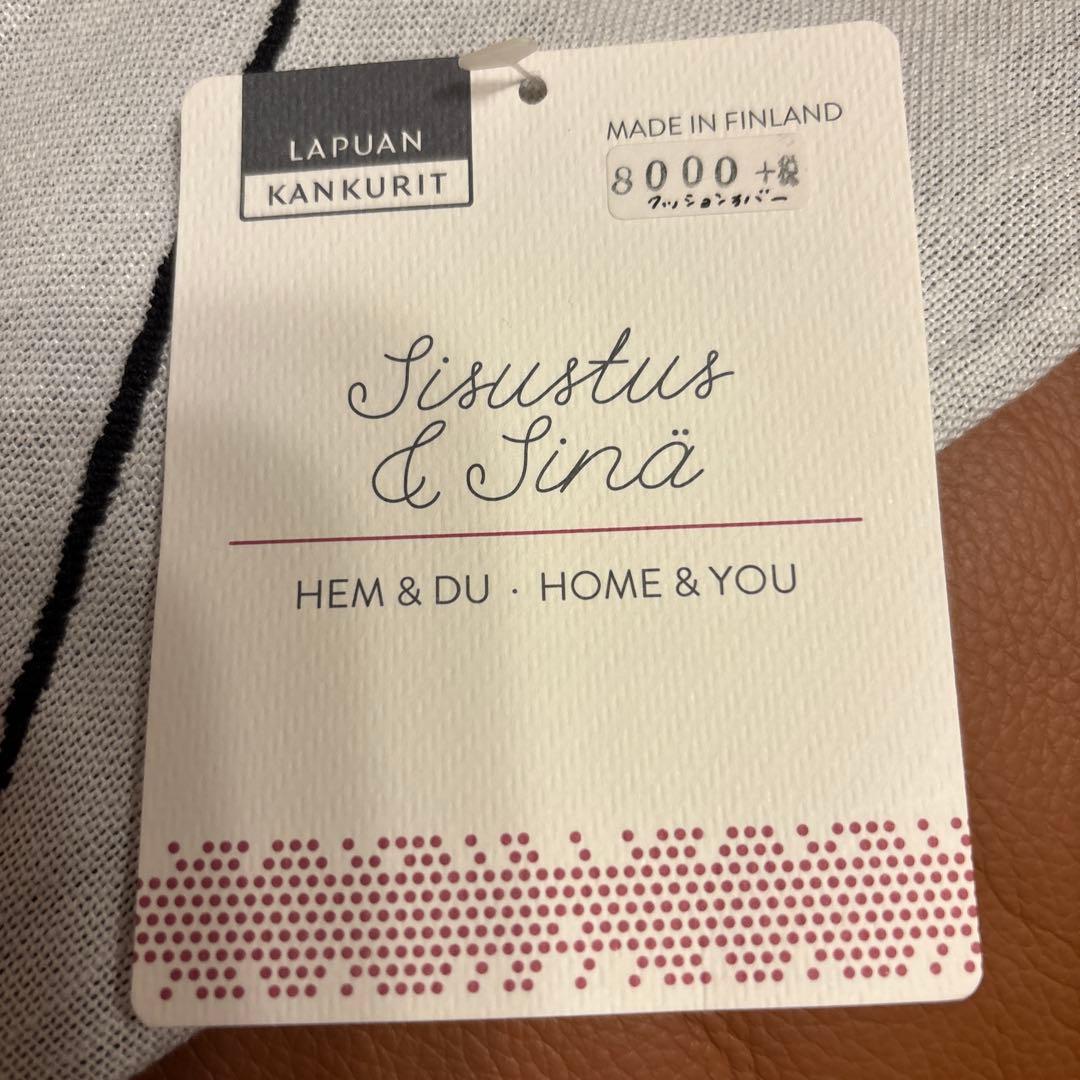 LAPUAN
KANKURIT
MADE IN FINLAND
8000+税
クッションカバー
Sisustus
& Sinä
HEM & DU · HOME & YOU